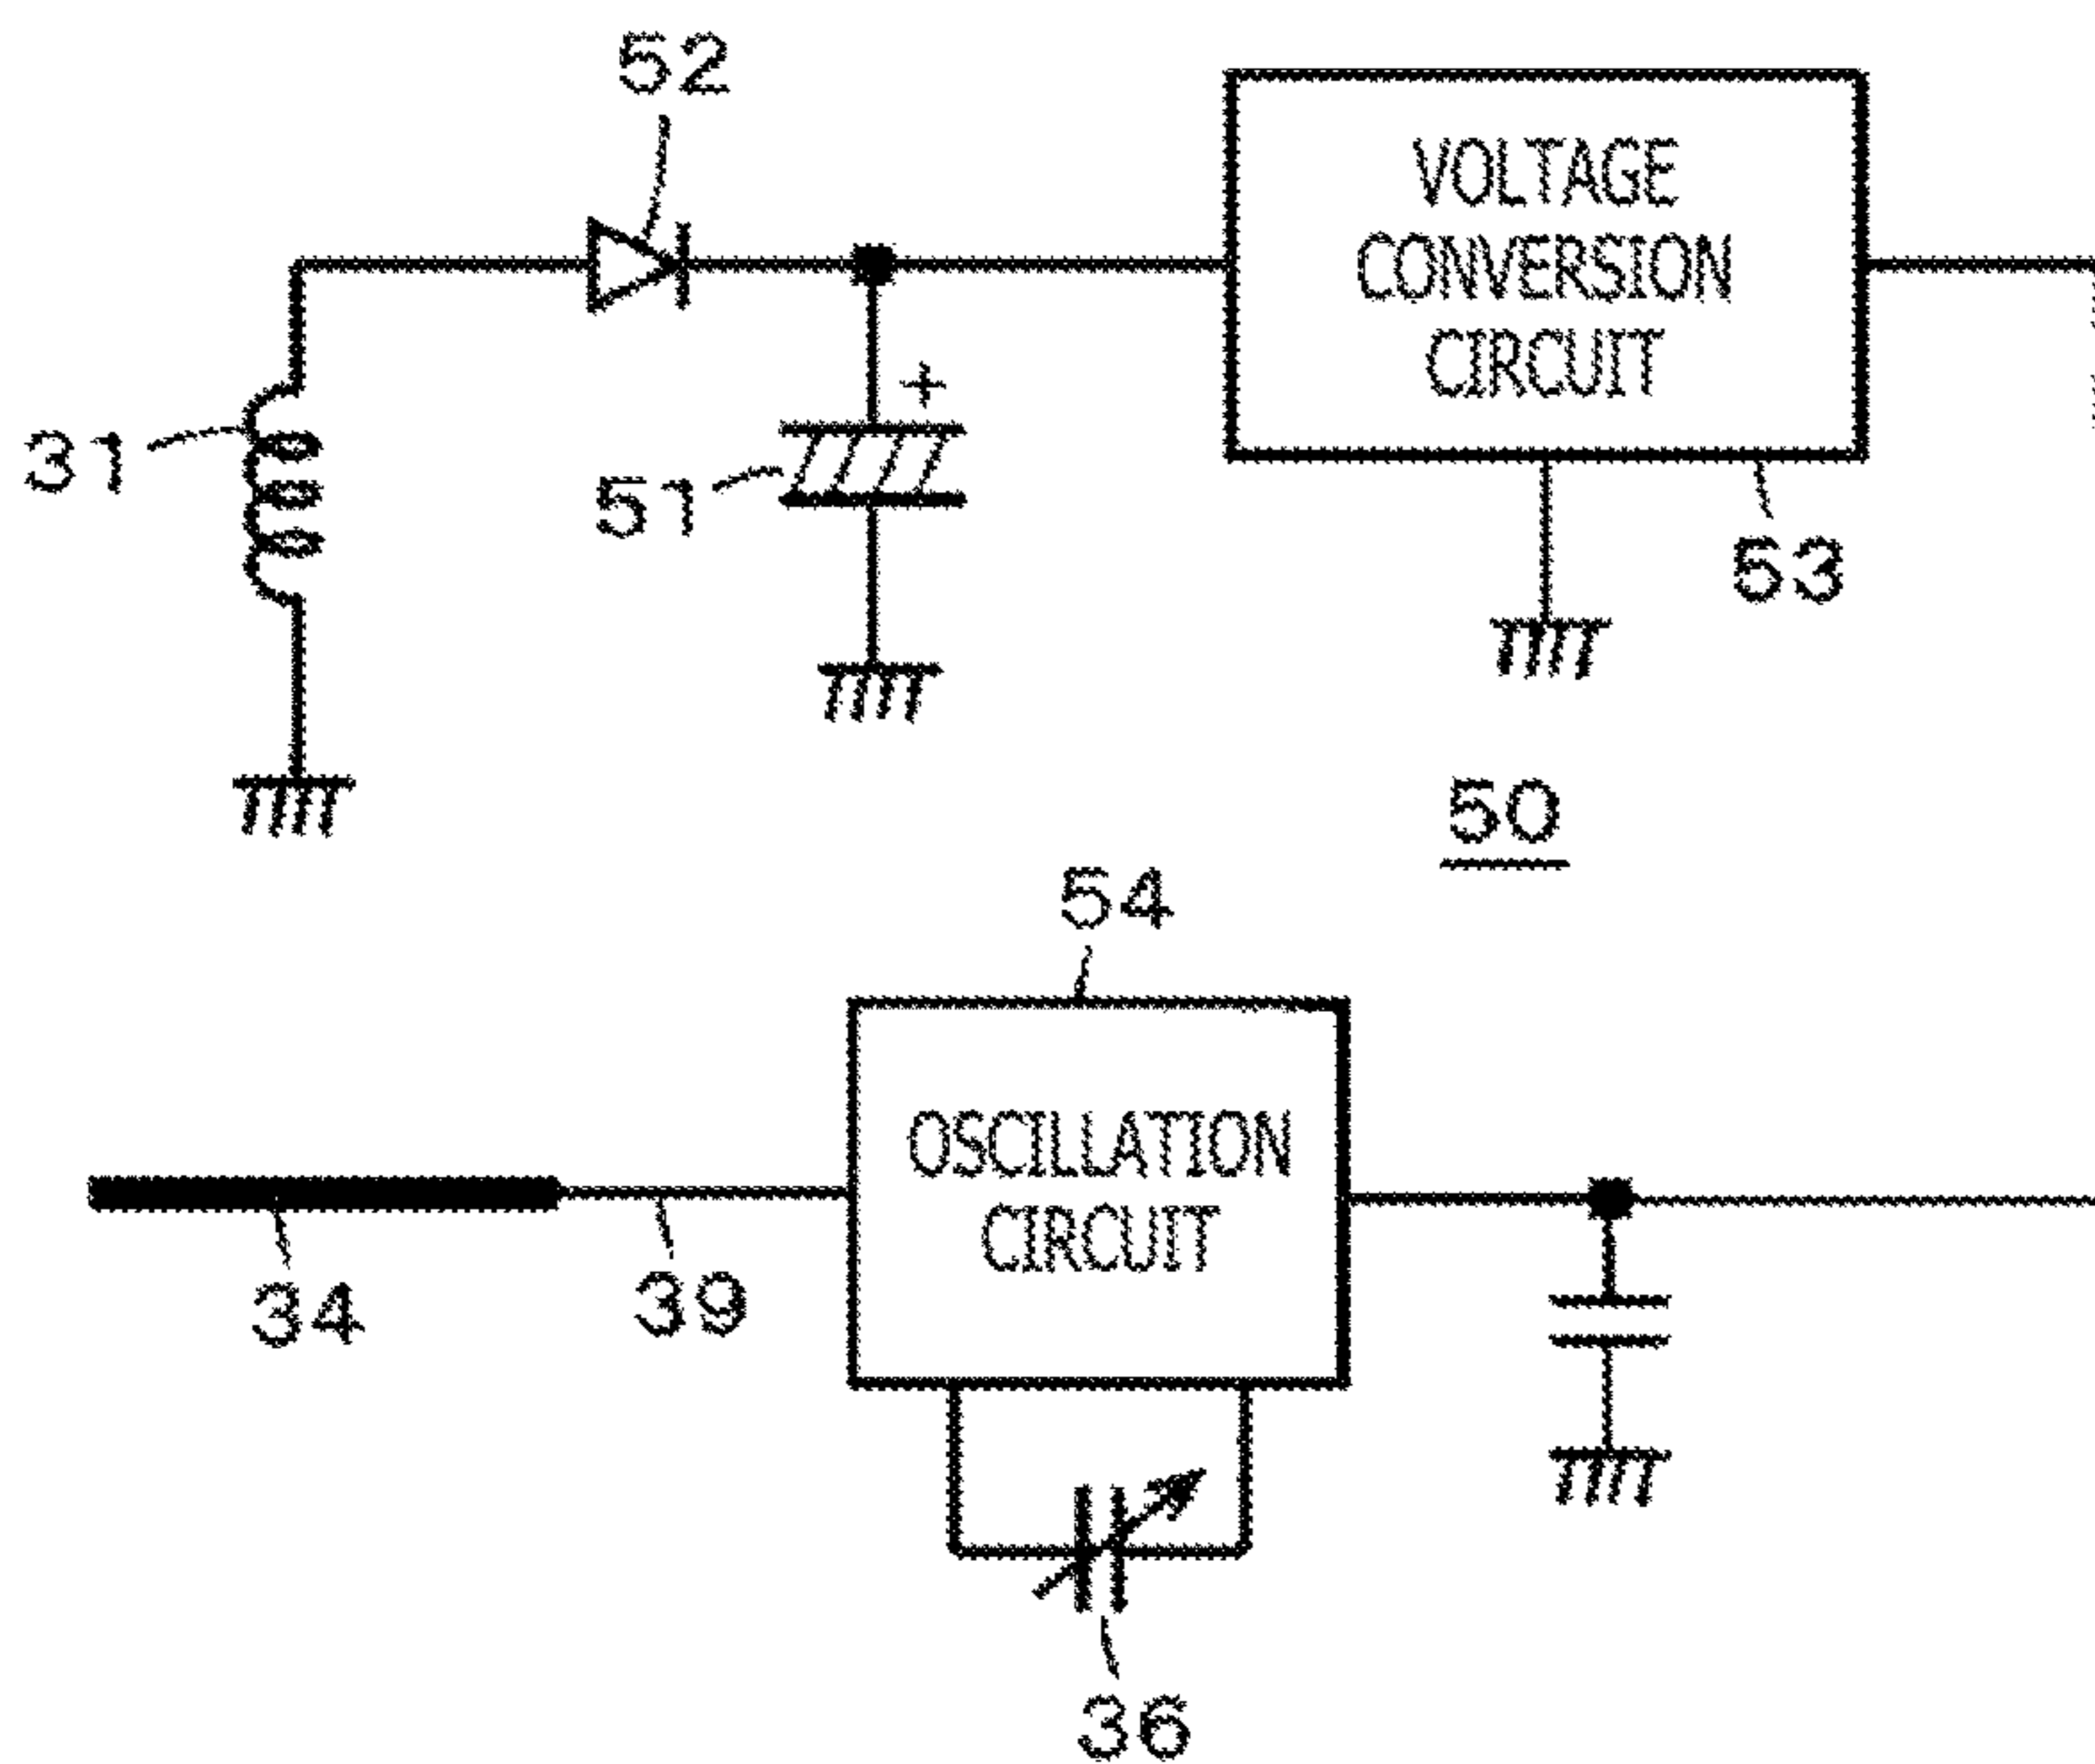 52
VOLTAGE
CONVERSION
CIRCUIT
+
31
51
53
50
54
OSCILLATION
CIRCUIT
34
39
36